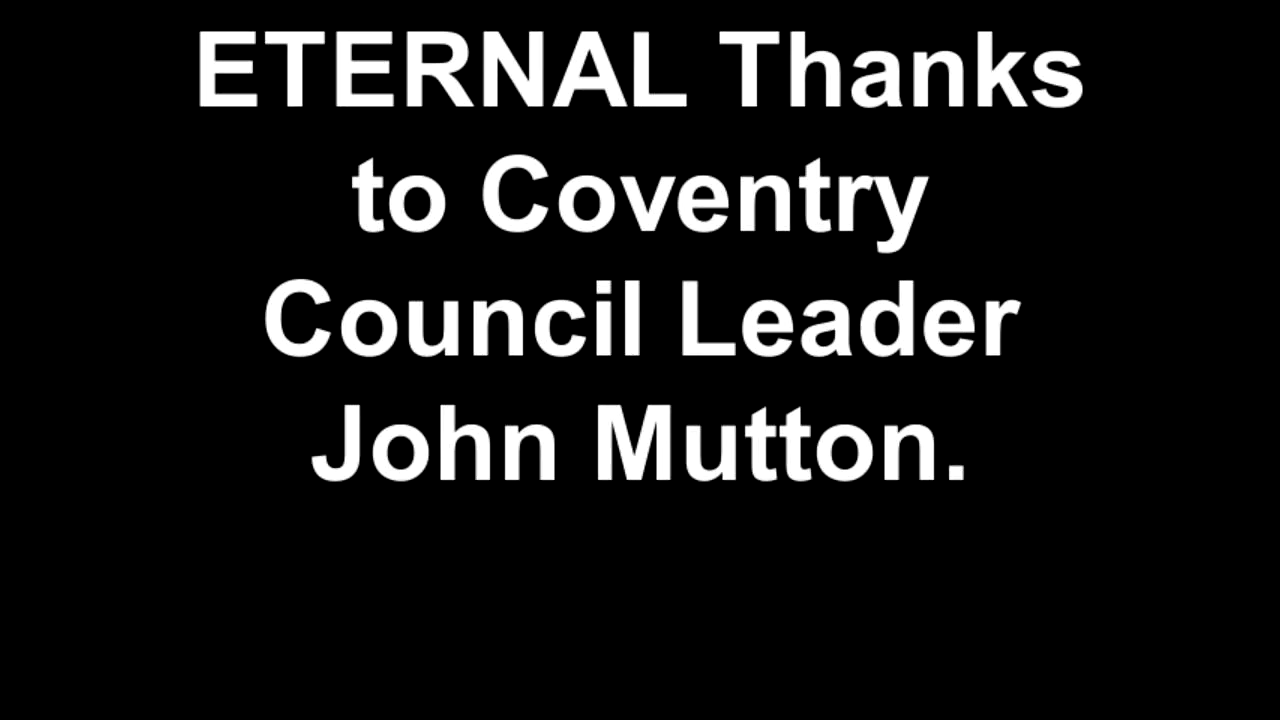 ETERNAL Thanks
to Coventry
Council Leader
John Mutton.